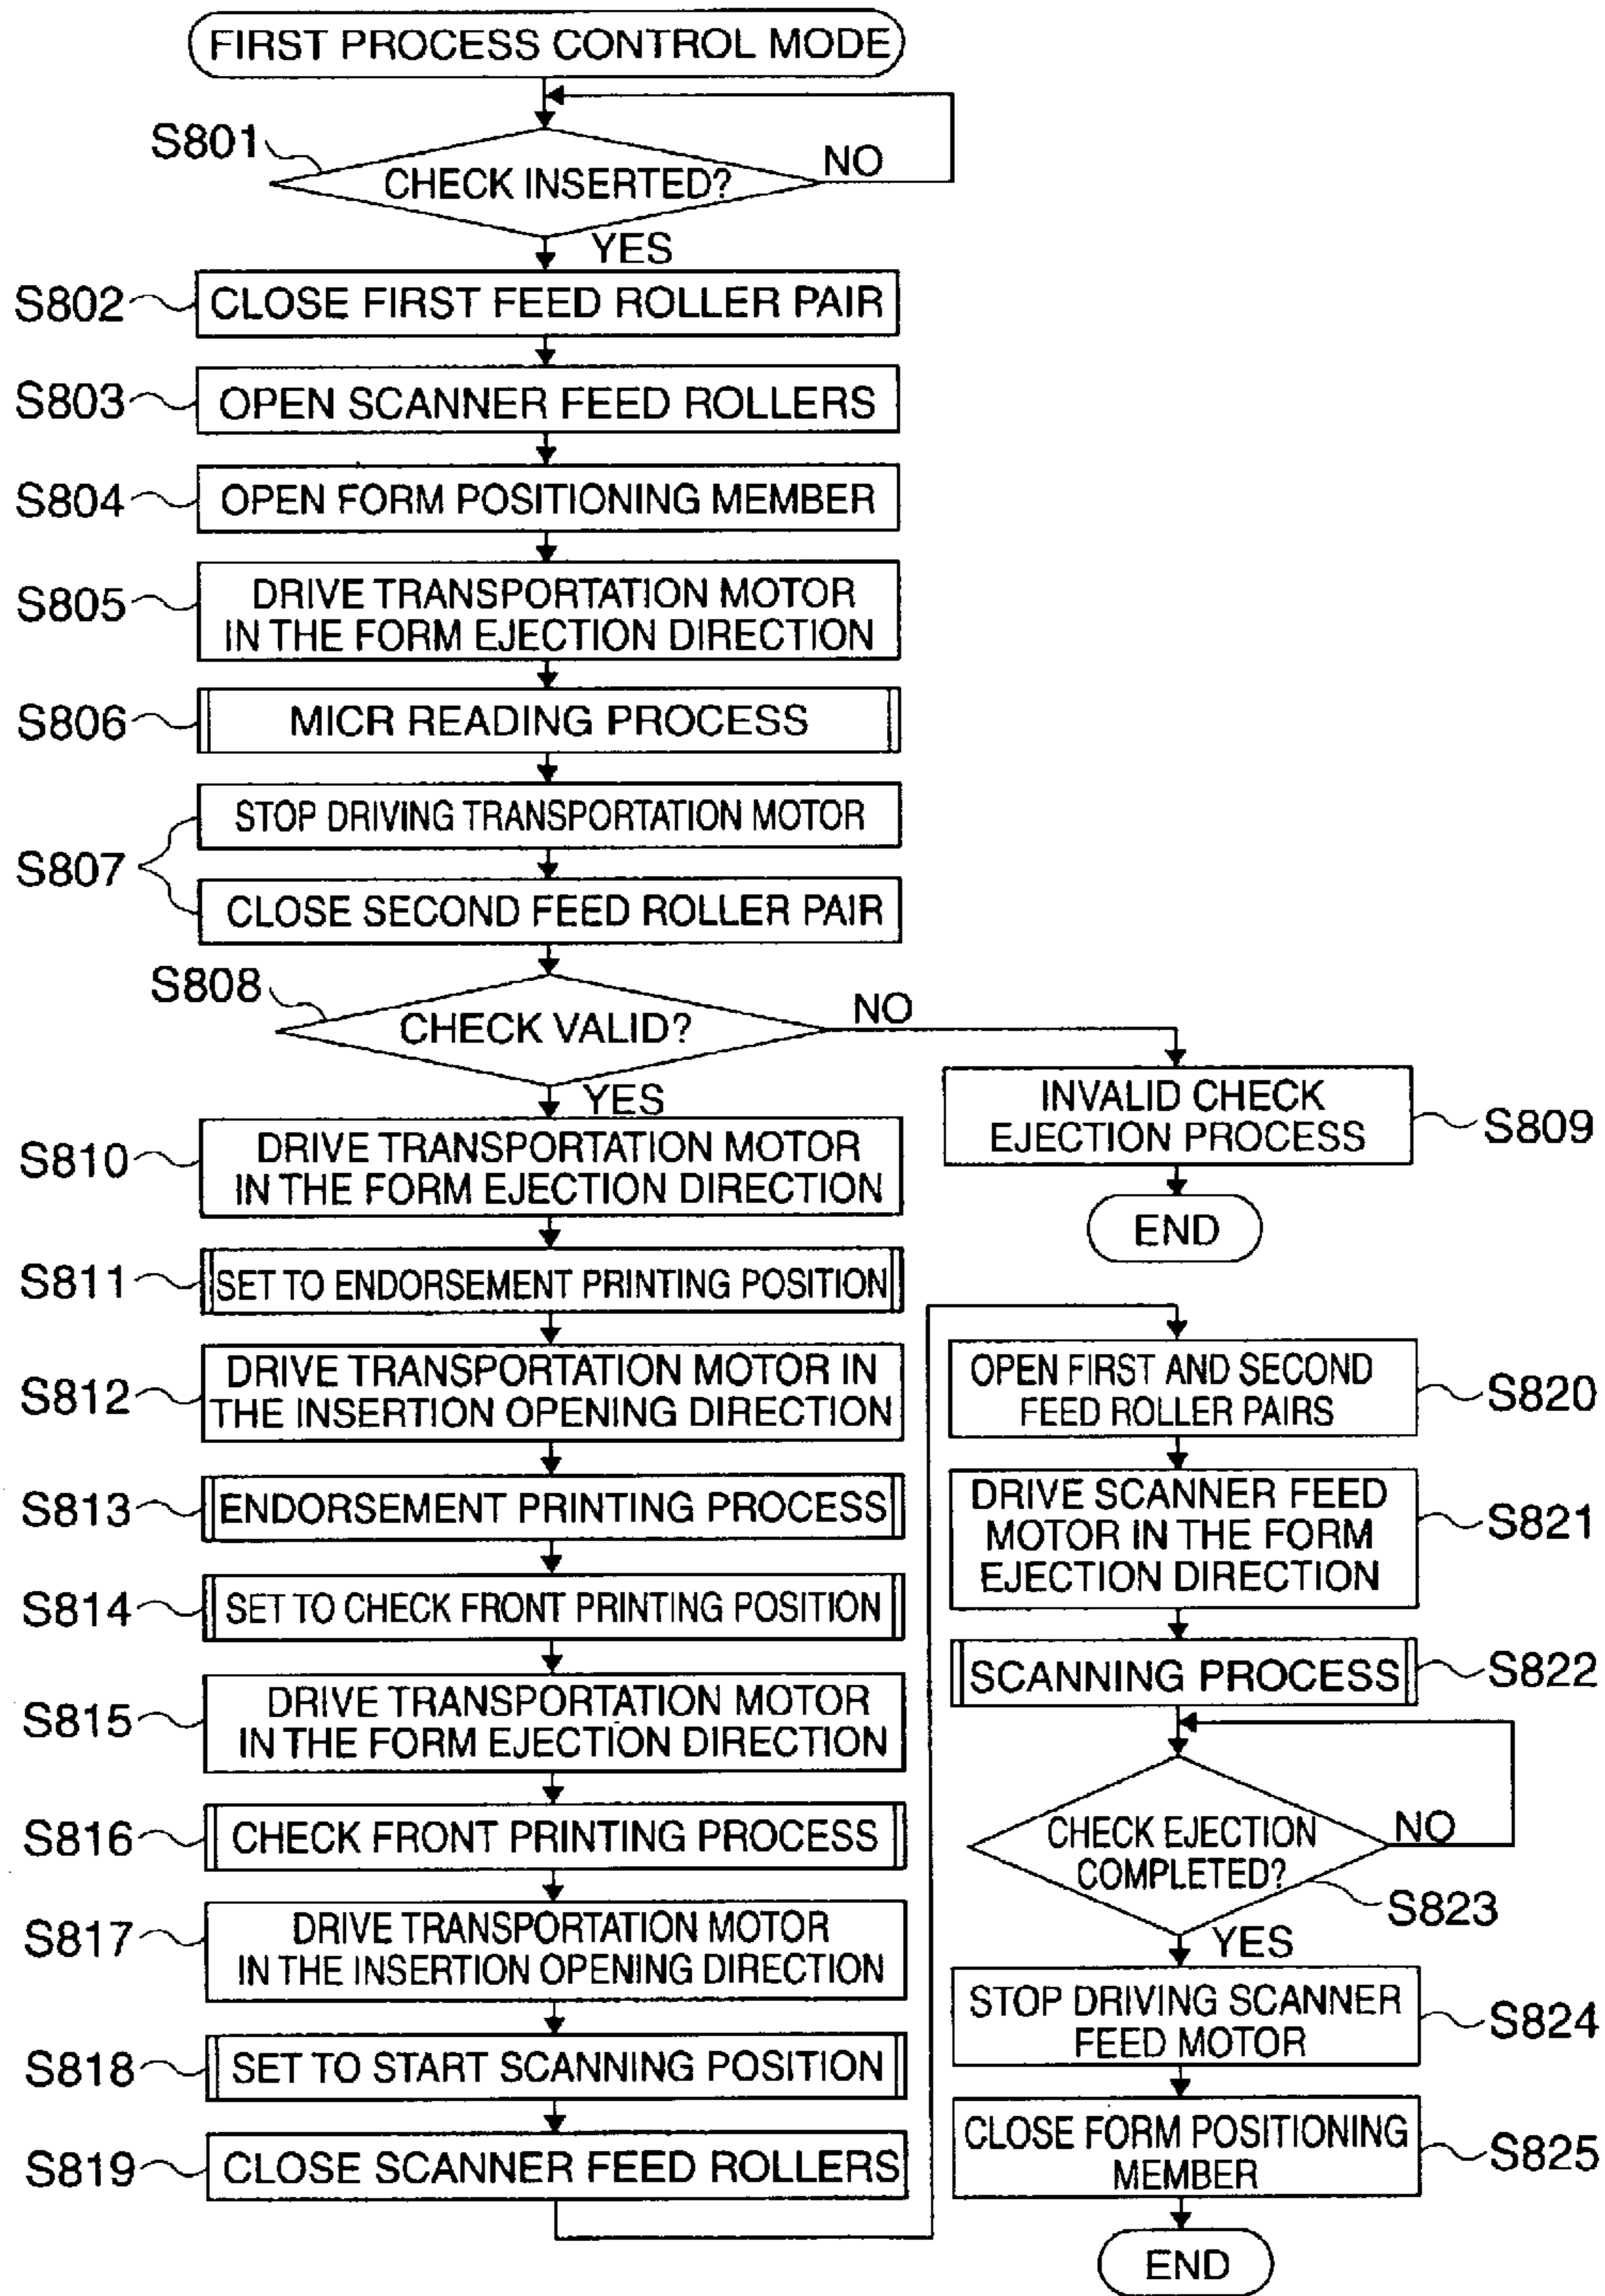 FIRST PROCESS CONTROL MODE
S801
CHECK INSERTED?
NO
YES
S802
CLOSE FIRST FEED ROLLER PAIR
S803
OPEN SCANNER FEED ROLLERS
S804
OPEN FORM POSITIONING MEMBER
S805
DRIVE TRANSPORTATION MOTOR
IN THE FORM EJECTION DIRECTION
S806
MICR READING PROCESS
S807
STOP DRIVING TRANSPORTATION MOTOR
CLOSE SECOND FEED ROLLER PAIR
S808
CHECK VALID?
NO
YES
INVALID CHECK
EJECTION PROCESS
S809
END
S810
DRIVE TRANSPORTATION MOTOR
IN THE FORM EJECTION DIRECTION
S811
SET TO ENDORSEMENT PRINTING POSITION
S812
DRIVE TRANSPORTATION MOTOR IN
THE INSERTION OPENING DIRECTION
S813
ENDORSEMENT PRINTING PROCESS
S814
SET TO CHECK FRONT PRINTING POSITION
S815
DRIVE TRANSPORTATION MOTOR
IN THE FORM EJECTION DIRECTION
S816
CHECK FRONT PRINTING PROCESS
S817
DRIVE TRANSPORTATION MOTOR
IN THE INSERTION OPENING DIRECTION
S818
SET TO START SCANNING POSITION
S819
CLOSE SCANNER FEED ROLLERS
OPEN FIRST AND SECOND
FEED ROLLER PAIRS
S820
DRIVE SCANNER FEED
MOTOR IN THE FORM
EJECTION DIRECTION
S821
SCANNING PROCESS
S822
CHECK EJECTION
COMPLETED?
NO
S823
YES
STOP DRIVING SCANNER
FEED MOTOR
S824
CLOSE FORM POSITIONING
MEMBER
S825
END